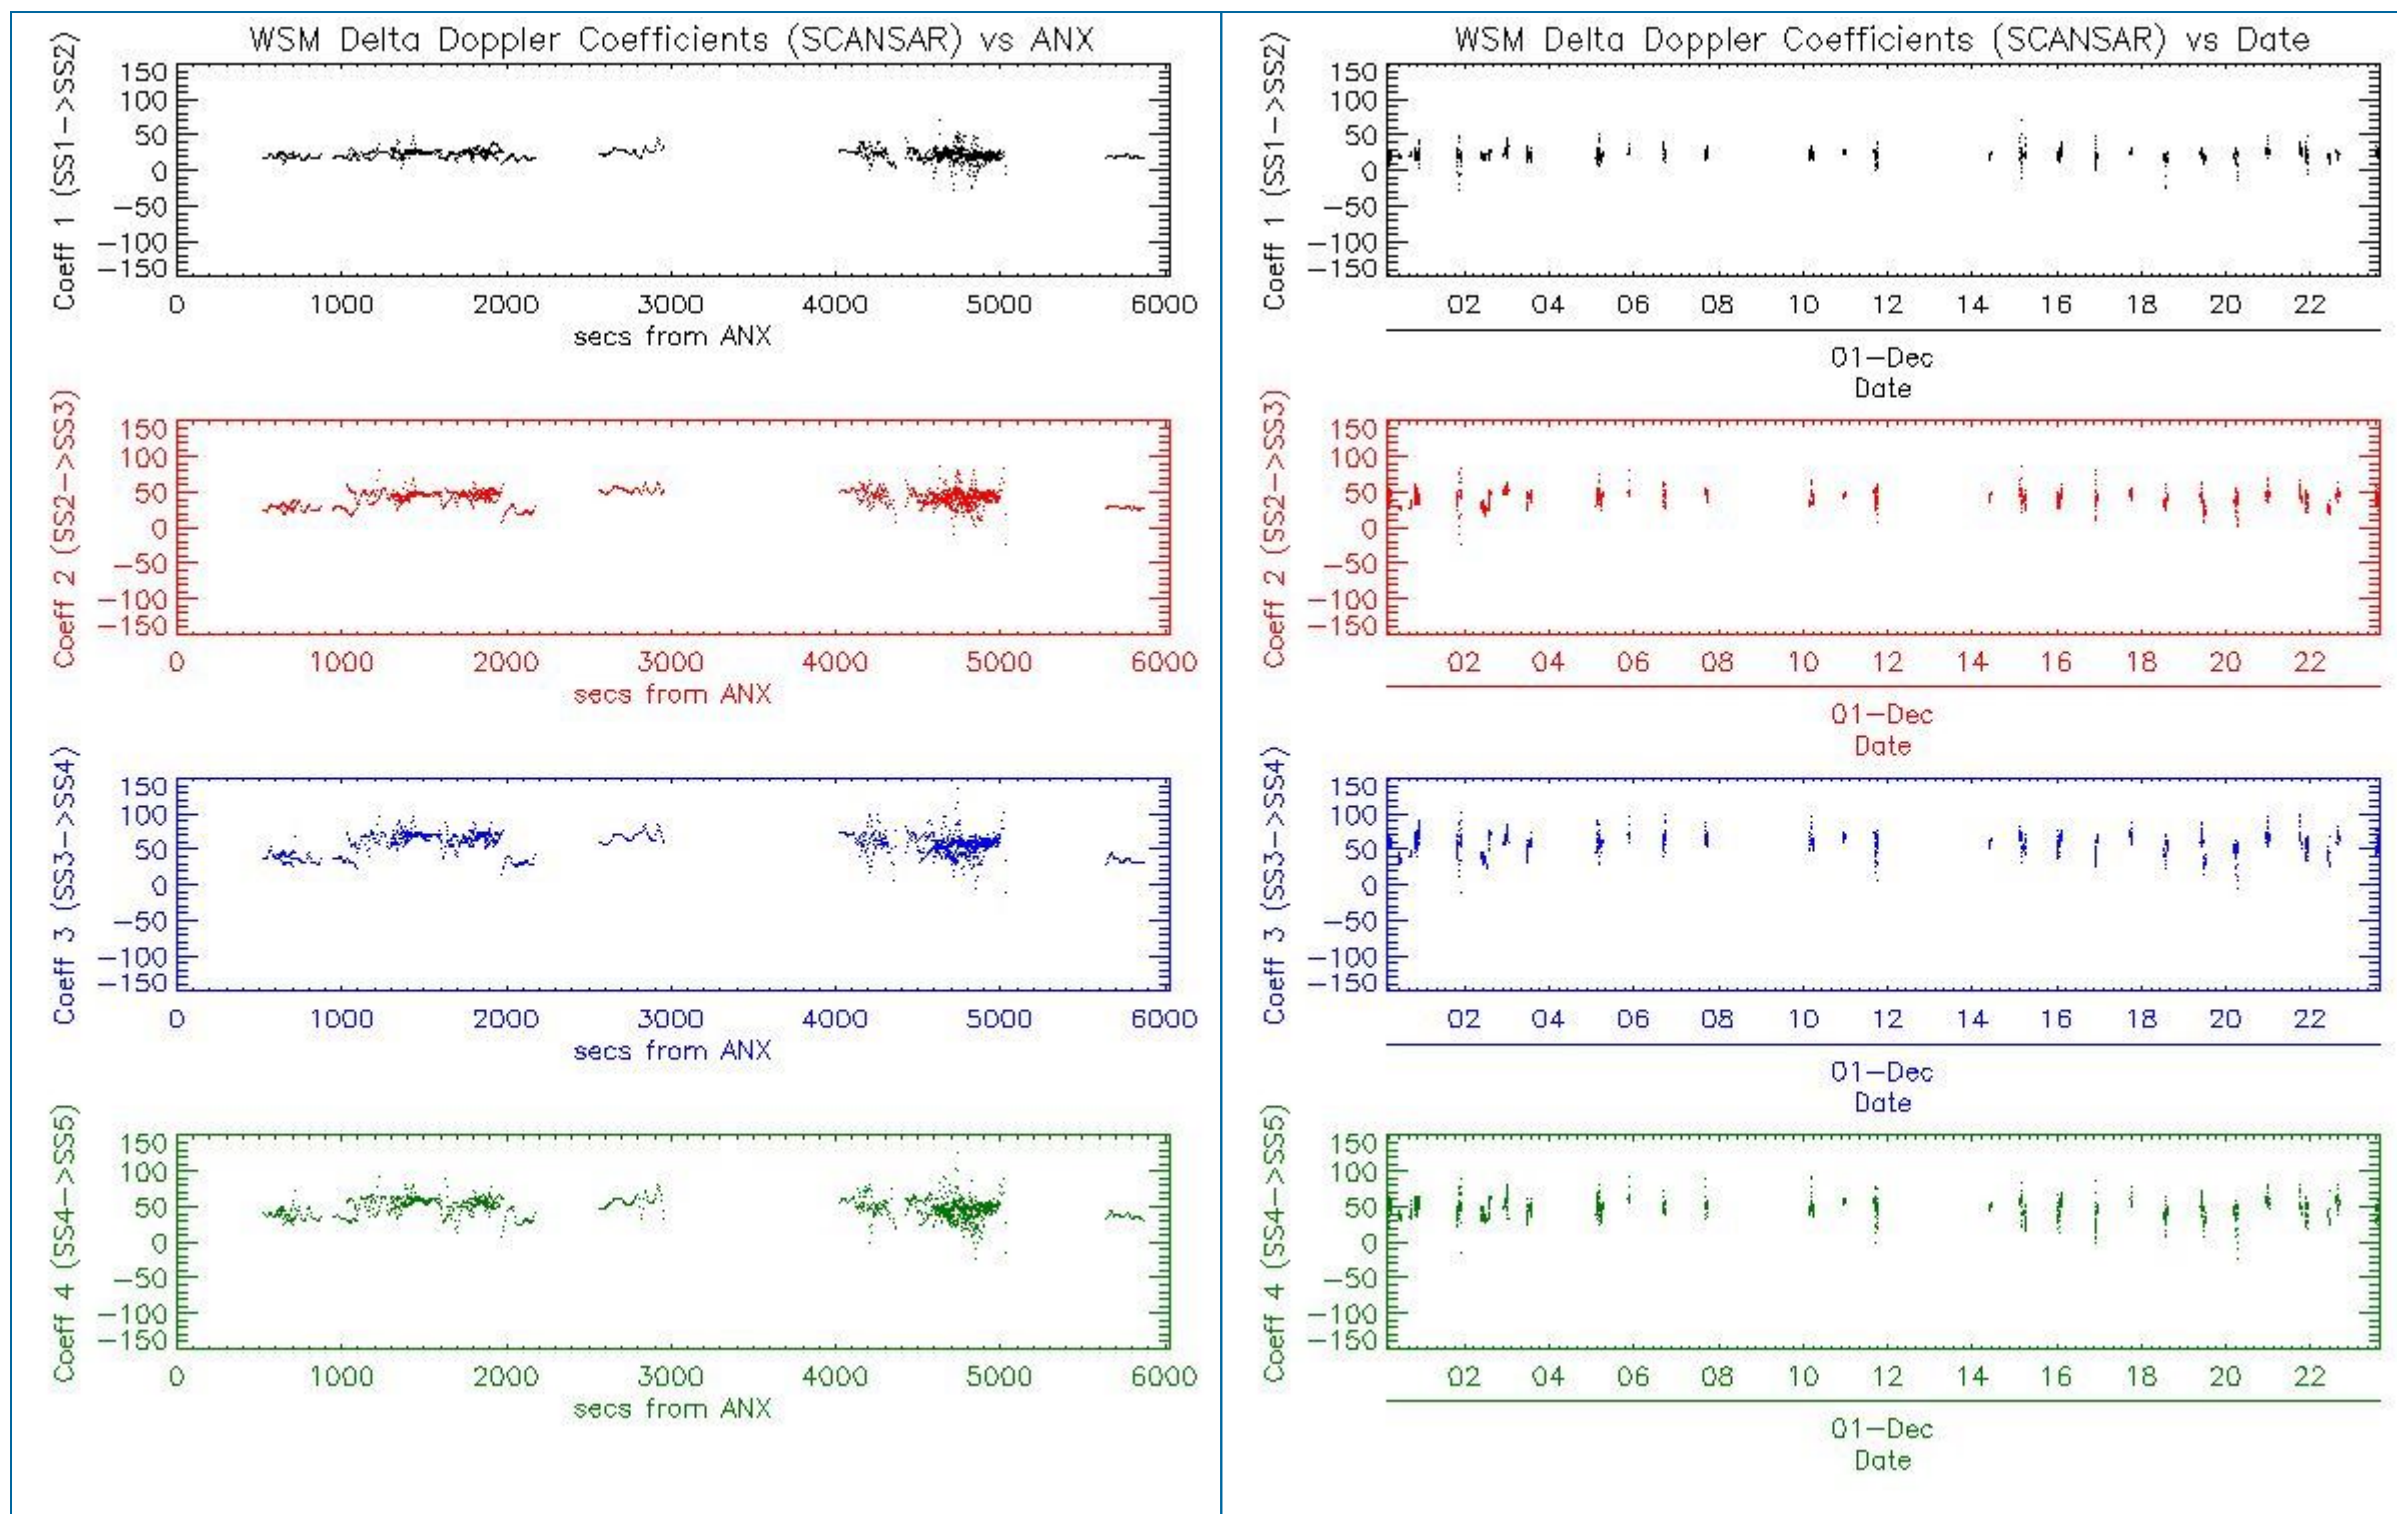 WSM Delta Doppler Coefficients (SCANSAR) vs ANX
Coeff 1 (SS1->SS2)
150
100
50
0
-50
-100
-150
0 1000 2000 3000 4000 5000 6000
secs from ANX
Coeff 2 (SS2->SS3)
150
100
50
0
-50
-100
-150
0 1000 2000 3000 4000 5000 6000
secs from ANX
Coeff 3 (SS3->SS4)
150
100
50
0
-50
-100
-150
0 1000 2000 3000 4000 5000 6000
secs from ANX
Coeff 4 (SS4->SS5)
150
100
50
0
-50
-100
-150
0 1000 2000 3000 4000 5000 6000
secs from ANX
WSM Delta Doppler Coefficients (SCANSAR) vs Date
Coeff 1 (SS1->SS2)
150
100
50
0
-50
-100
-150
02 04 06 08 10 12 14 16 18 20 22
01-Dec
Date
Coeff 2 (SS2->SS3)
150
100
50
0
-50
-100
-150
02 04 06 08 10 12 14 16 18 20 22
01-Dec
Date
Coeff 3 (SS3->SS4)
150
100
50
0
-50
-100
-150
02 04 06 08 10 12 14 16 18 20 22
01-Dec
Date
Coeff 4 (SS4->SS5)
150
100
50
0
-50
-100
-150
02 04 06 08 10 12 14 16 18 20 22
01-Dec
Date